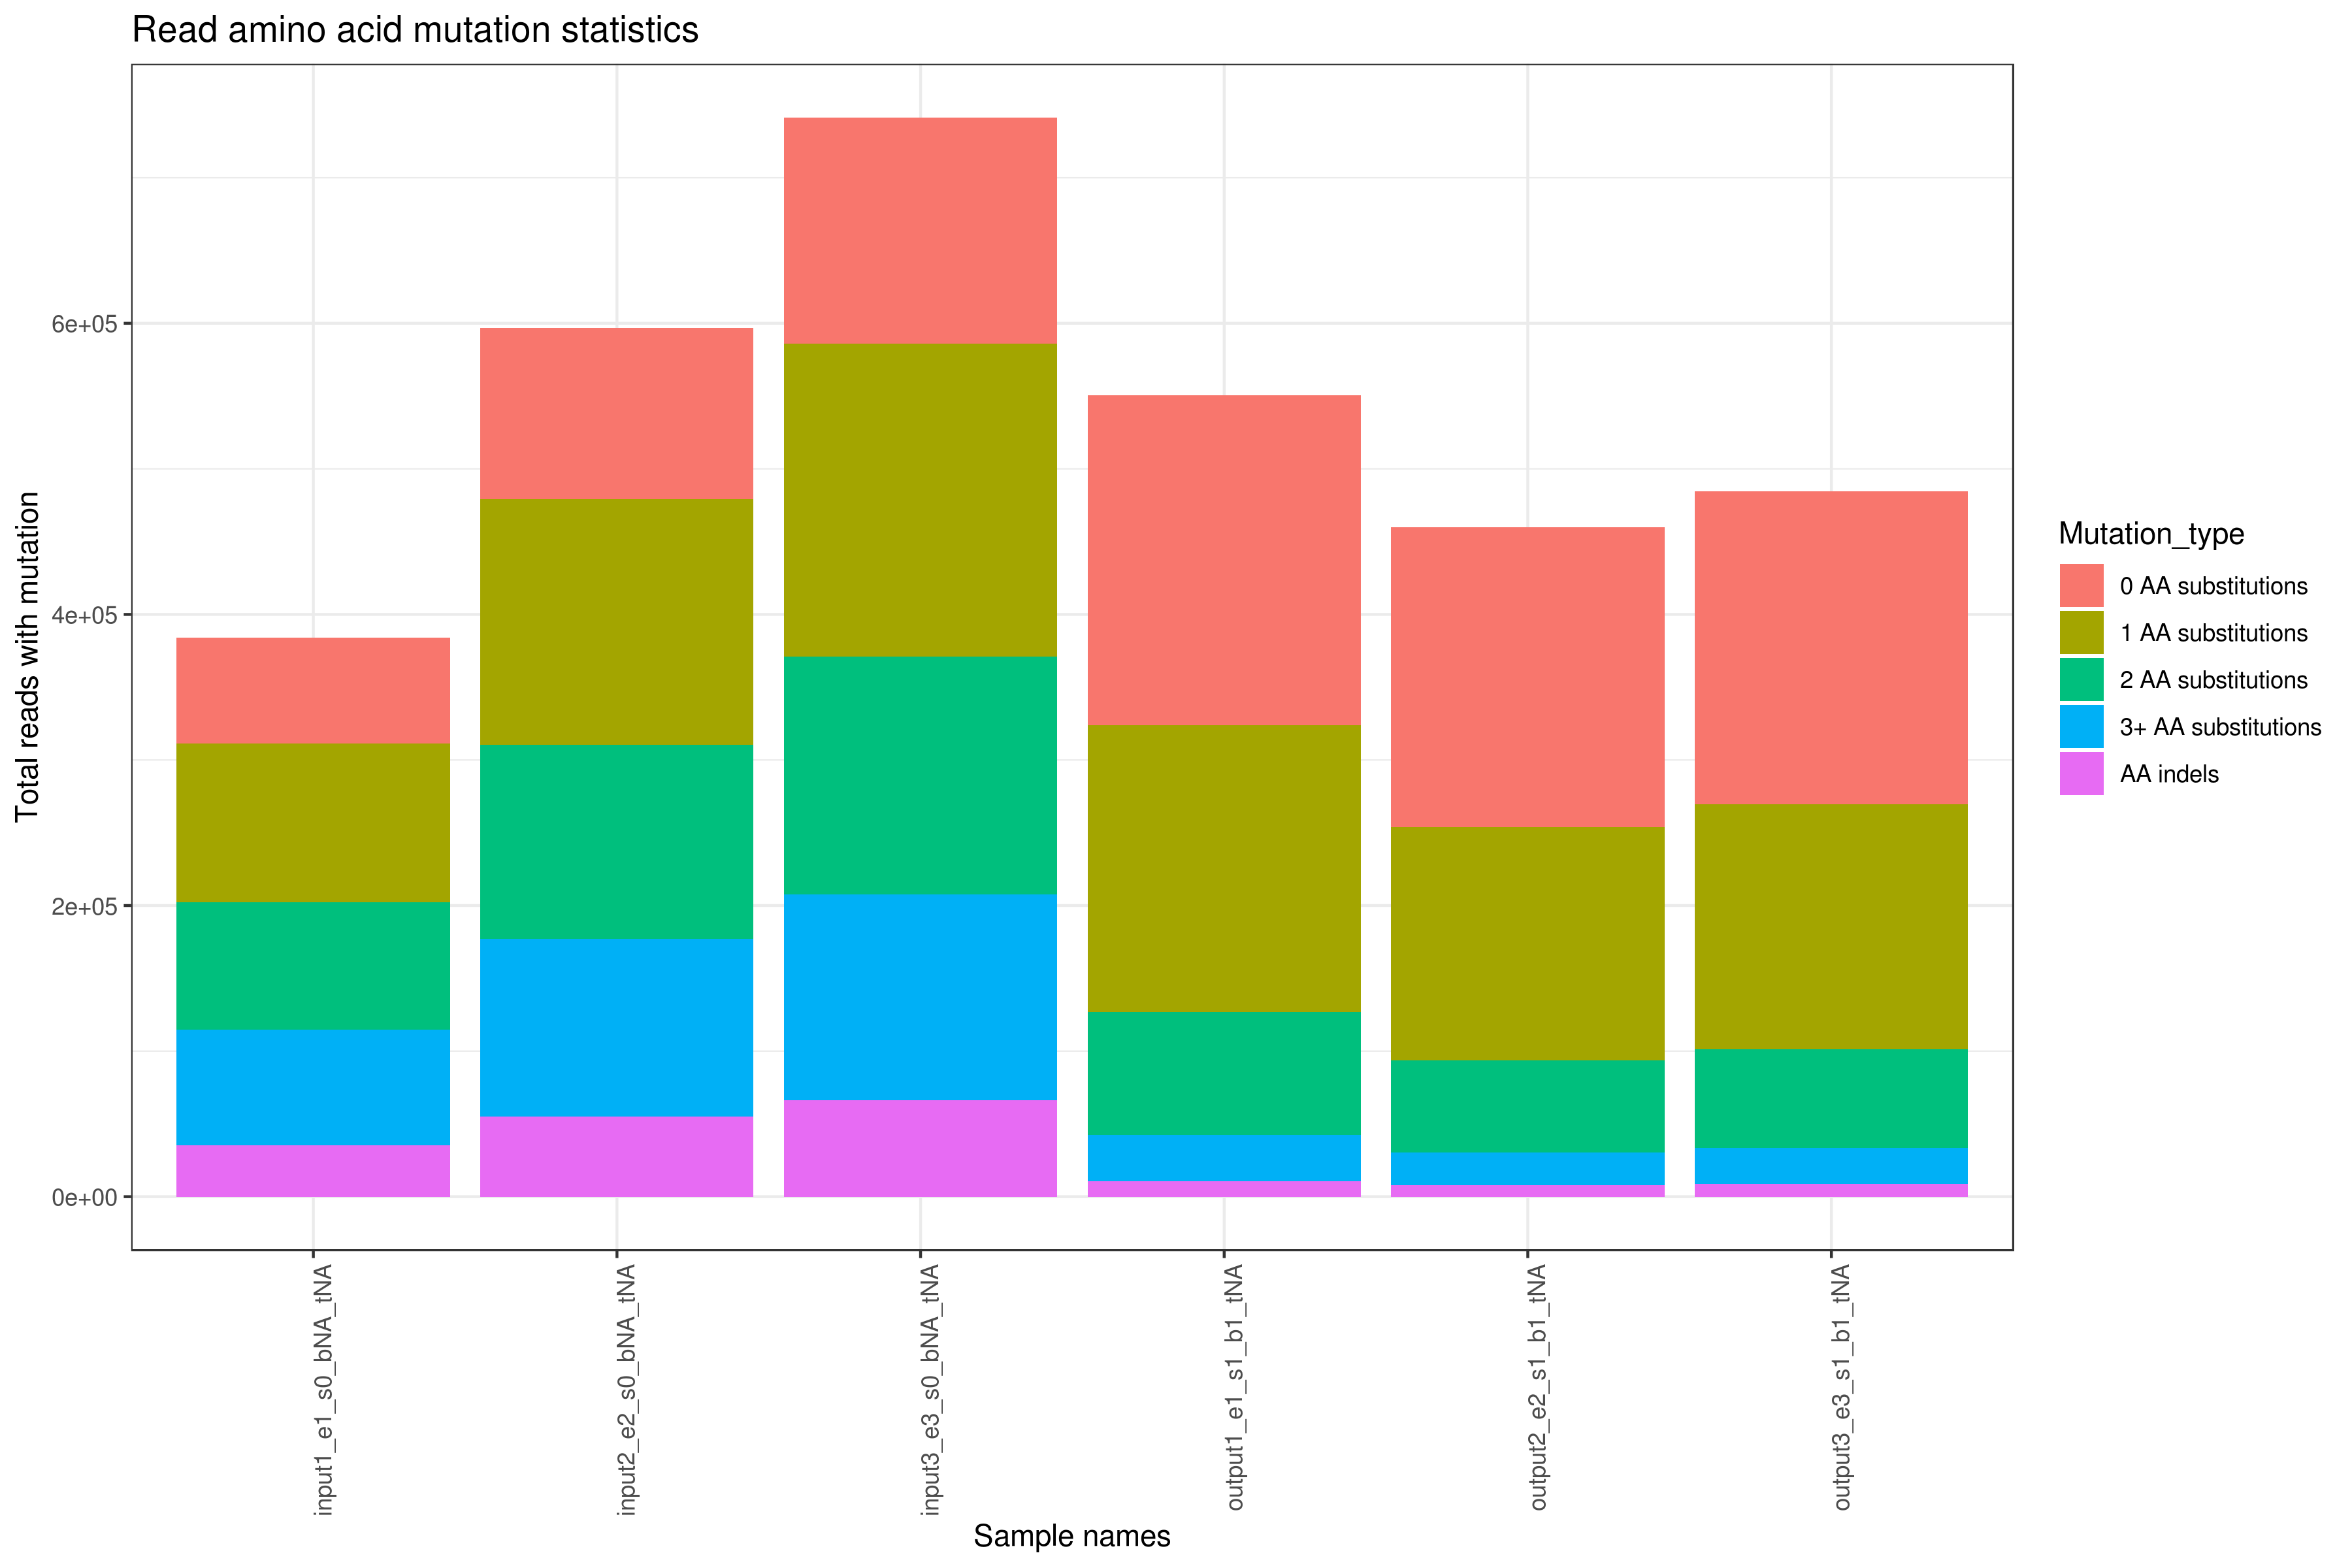 Read amino acid mutation statistics
Total reads with mutation
6e+05
4e+05
2e+05
0e+00
input1_e1_s0_bNA_tNA
input2_e2_s0_bNA_tNA
input3_e3_s0_bNA_tNA
output1_e1_s1_b1_tNA
output2_e2_s1_b1_tNA
output3_e3_s1_b1_tNA
Sample names
Mutation_type
0 AA substitutions
1 AA substitutions
2 AA substitutions
3+ AA substitutions
AA indels